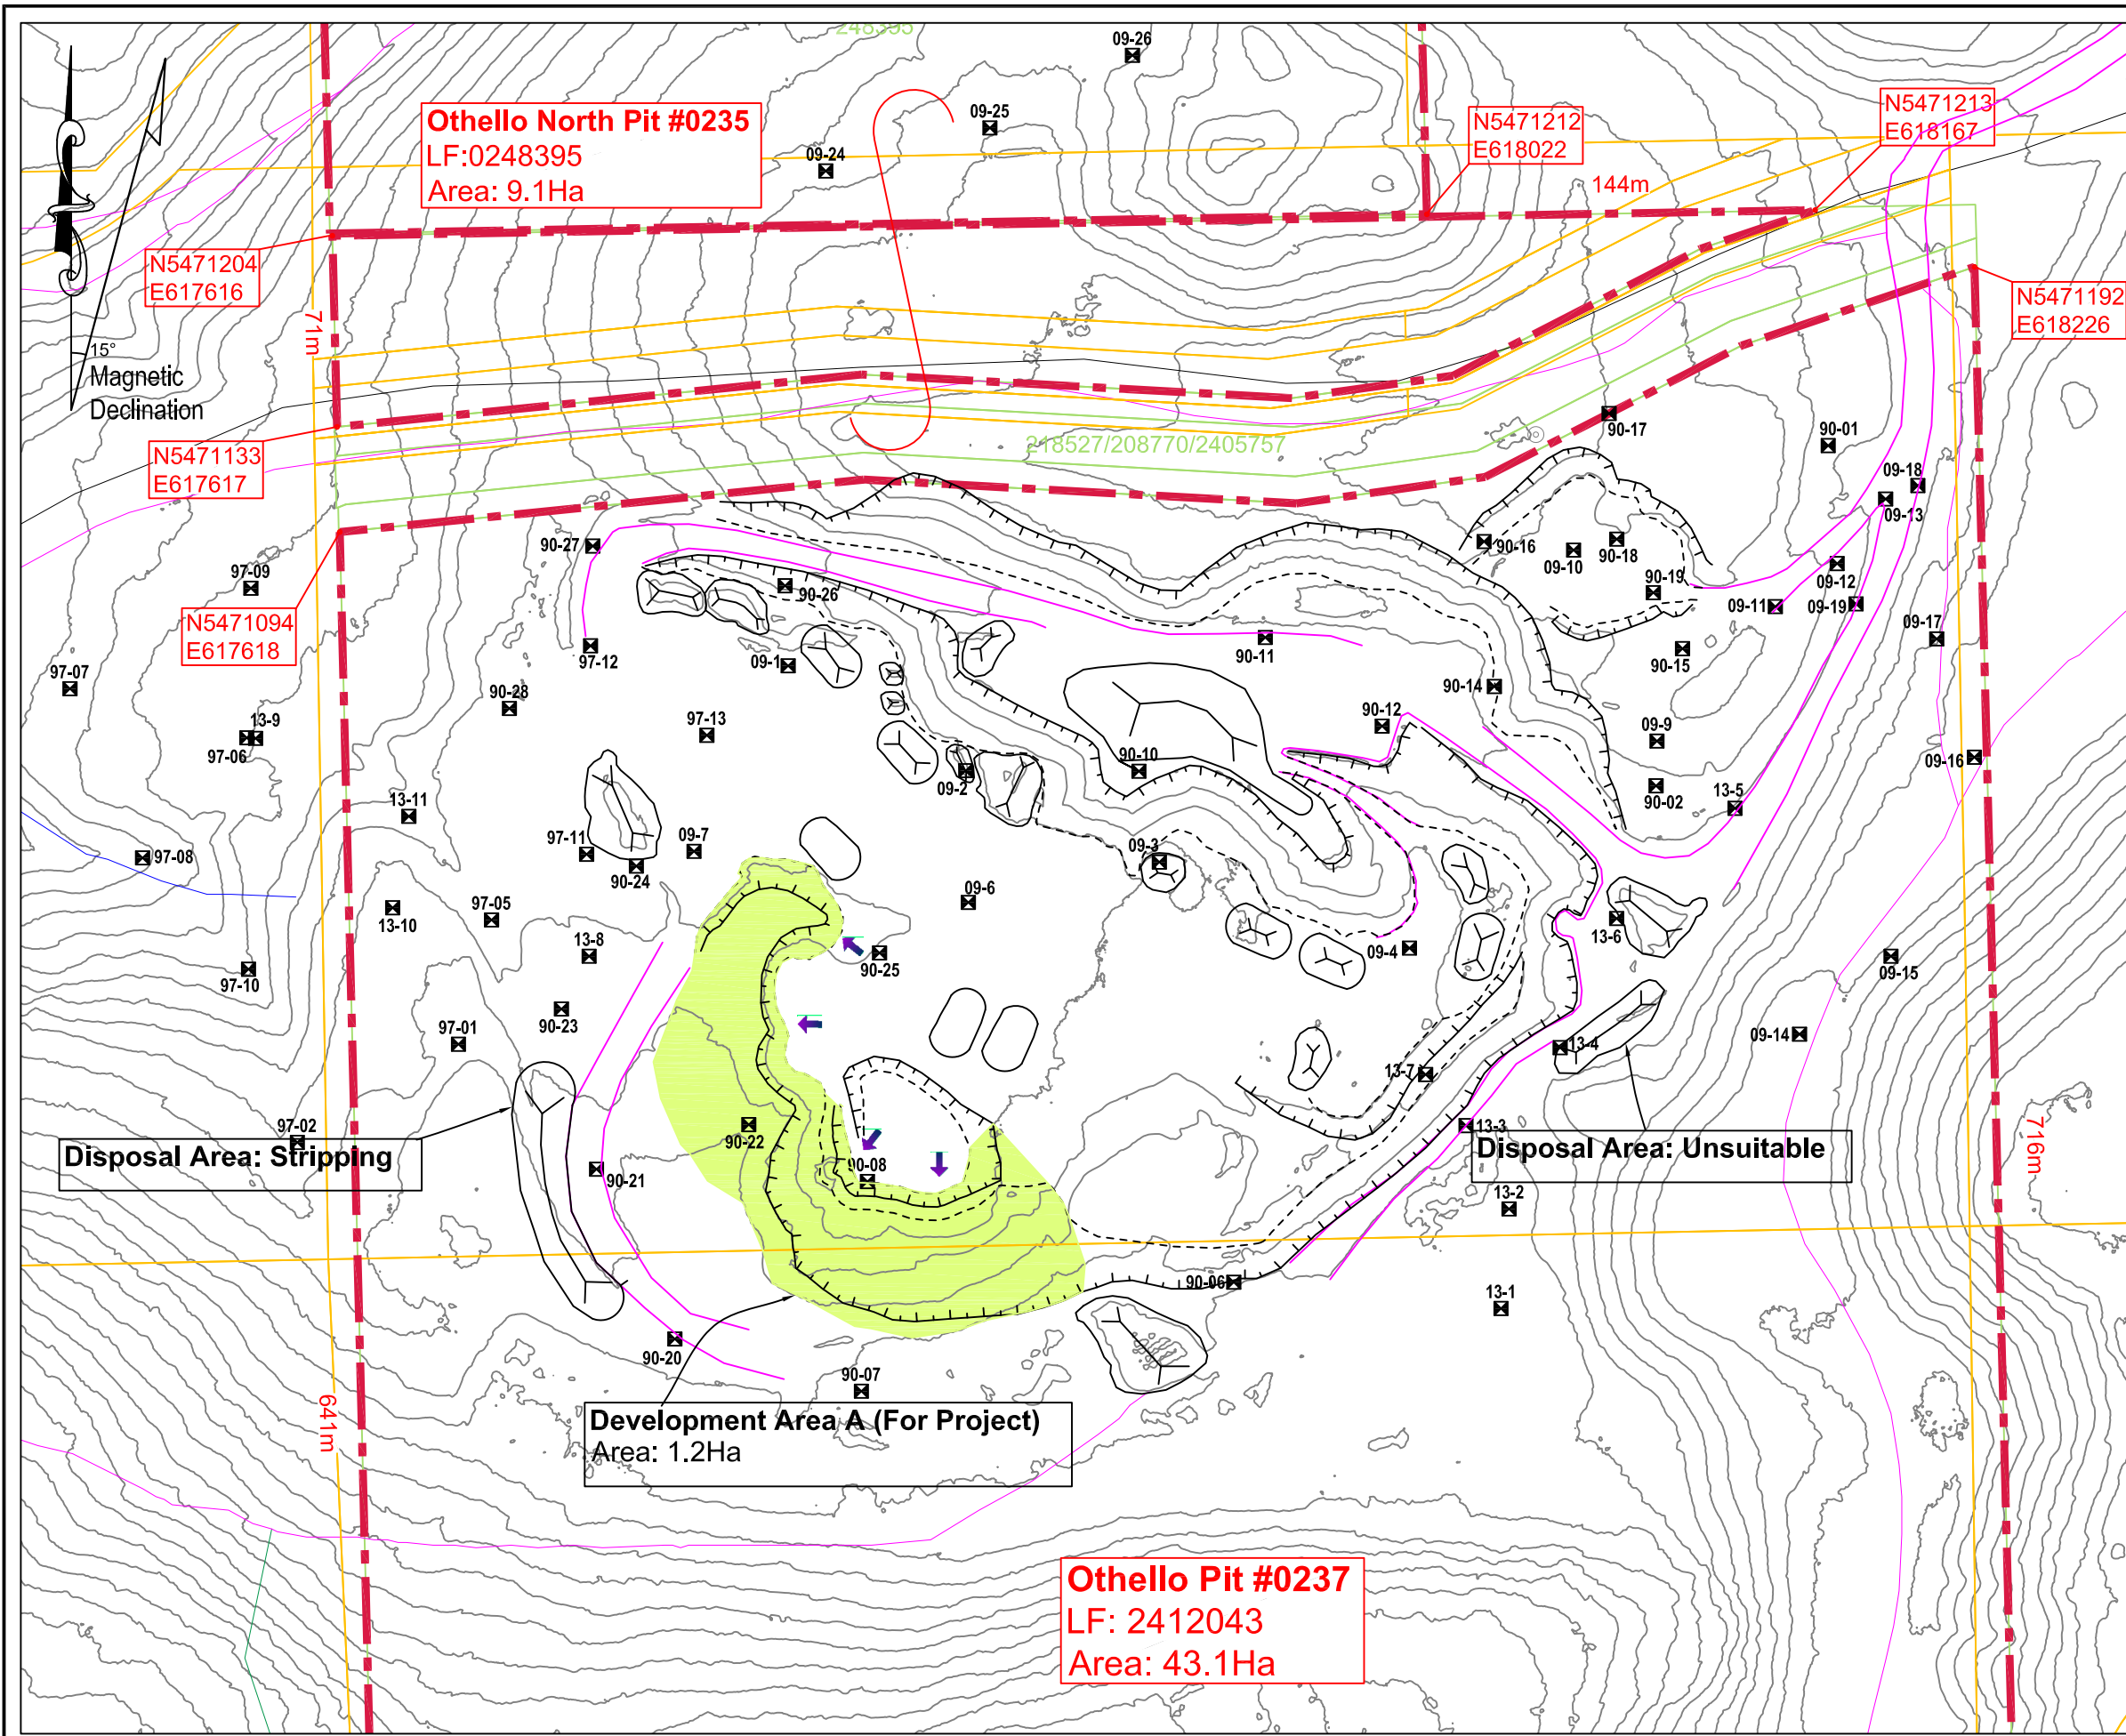 248395
09-26
Othello North Pit #0235
LF:0248395
Area: 9.1Ha
09-25
09-24
N5471212
E618022
N5471213
E618167
144m
N5471204
E617616
71m
N5471192
E618226
15°
Magnetic
Declination
N5471133
E617617
218527/208770/2405757
90-17
90-01
09-18
09-13
90-27
90-16
09-10
90-18
09-12
97-09
90-26
90-19
09-11
09-19
N5471094
E617618
97-12
09-1
90-11
90-15
09-17
97-07
90-28
90-14
13-9
97-06
97-13
90-12
09-9
09-16
90-10
09-2
90-02
13-5
13-11
97-08
97-11
90-24
09-7
09-3
09-6
13-10
97-05
13-8
90-25
09-4
13-6
09-15
97-10
90-23
97-01
09-14
13-4
13-7
97-02
90-22
13-3
Disposal Area: Stripping
Disposal Area: Unsuitable
716m
90-08
90-21
13-2
90-06
13-1
90-20
90-07
641m
Development Area A (For Project)
Area: 1.2Ha
Othello Pit #0237
LF: 2412043
Area: 43.1Ha